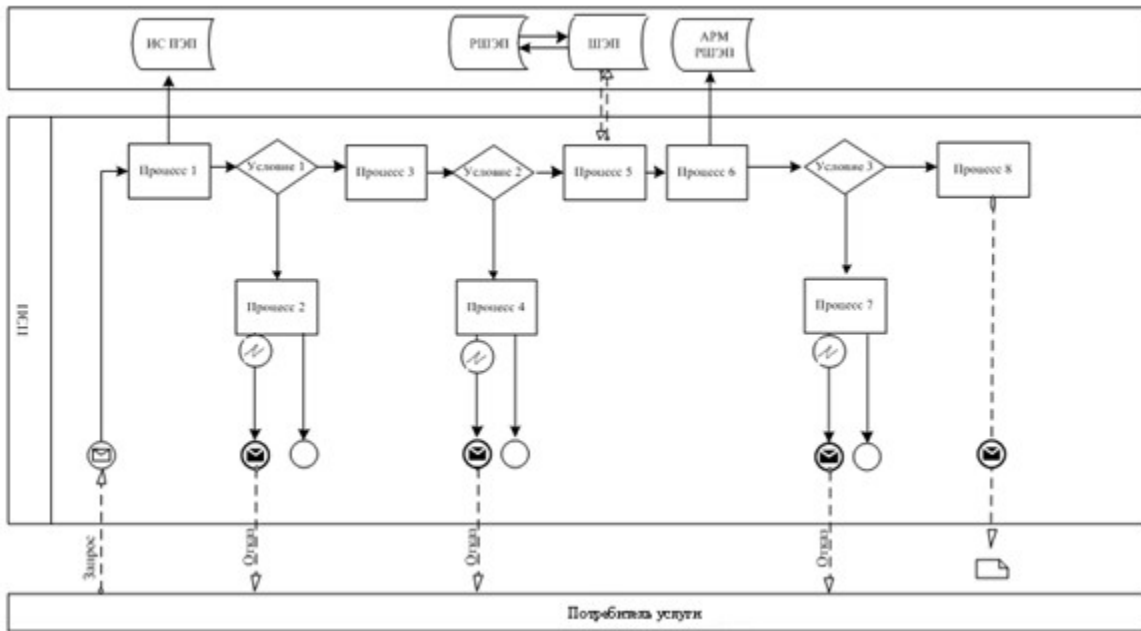 ИС ПЭП
РШЭП
ШЭП
АРМ
РШЭП
Процесс 1
Условие 1
Процесс 3
Условие 2
Процесс 5
Процесс 6
Условие 3
Процесс 8
Процесс 2
Процесс 4
Процесс 7
Запрос
Отказ
Отказ
Отказ
Потребитель услуги